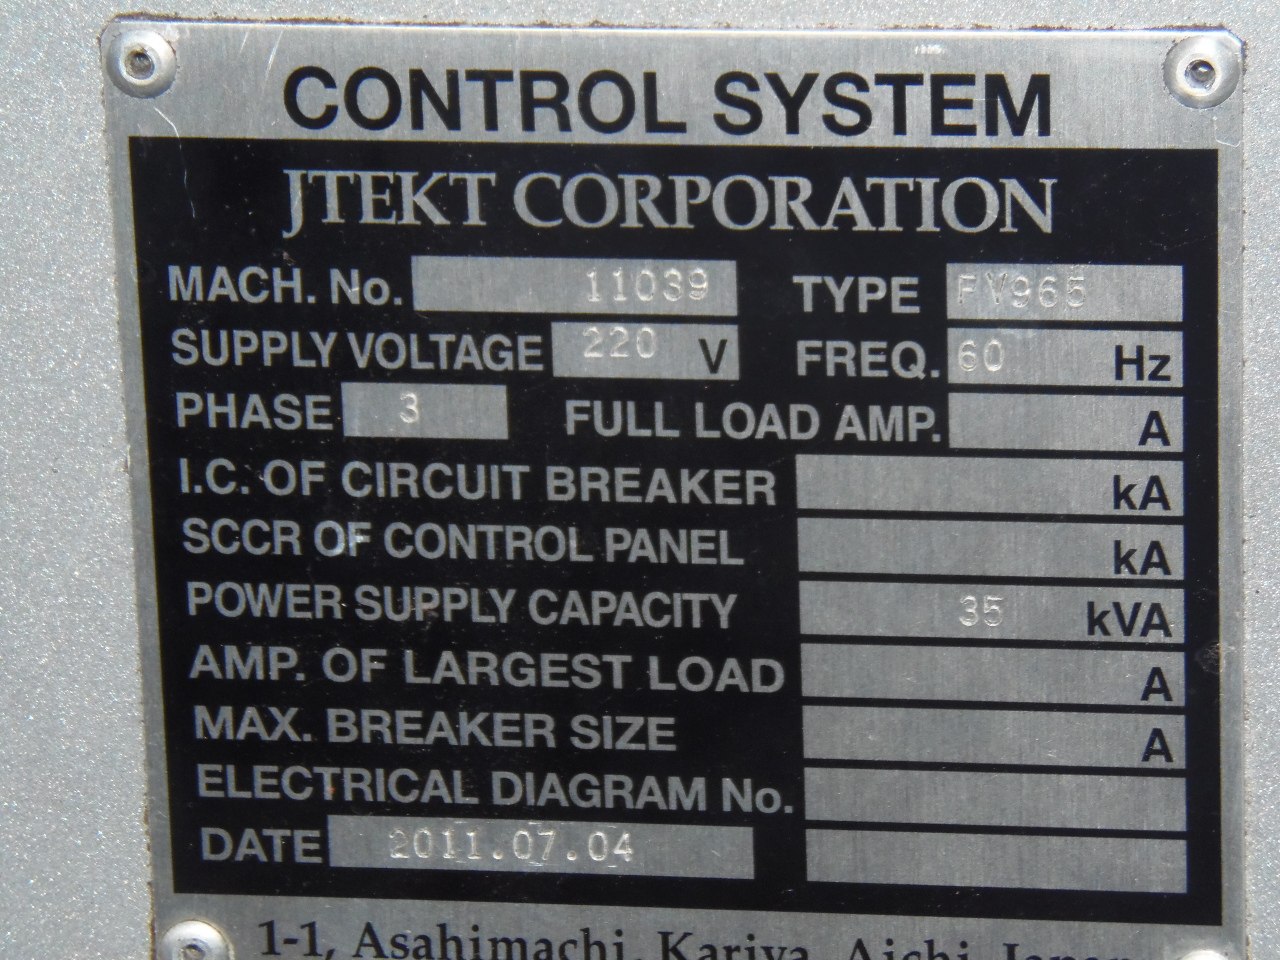 CONTROL SYSTEM
JTEKT CORPORATION
MACH. No. 11039 TYPE FV965
SUPPLY VOLTAGE 220 V FREQ. 60 Hz
PHASE 3 FULL LOAD AMP. A
I.C. OF CIRCUIT BREAKER kA
SCCR OF CONTROL PANEL kA
POWER SUPPLY CAPACITY 35 kVA
AMP. OF LARGEST LOAD A
MAX. BREAKER SIZE A
ELECTRICAL DIAGRAM No.
DATE 2011.07.04
1-1, Asahimachi, Kariya, Aichi, Japan